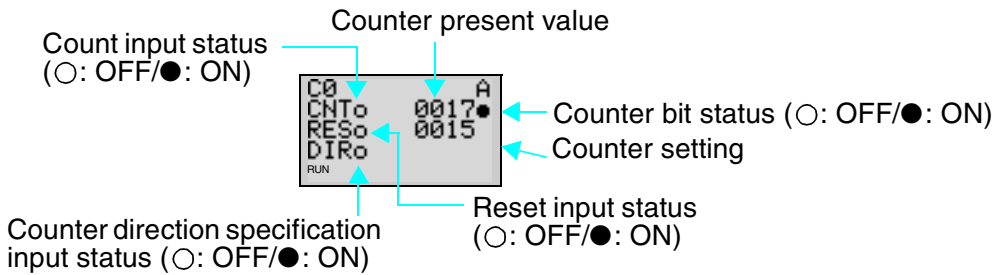 Counter present value
Count input status
(○: OFF/●: ON)
C0 A
CNTo 0017●
RESo 0015
DIRo
RUN
Counter bit status (○: OFF/●: ON)
Counter setting
Reset input status
(○: OFF/●: ON)
Counter direction specification
input status (○: OFF/●: ON)